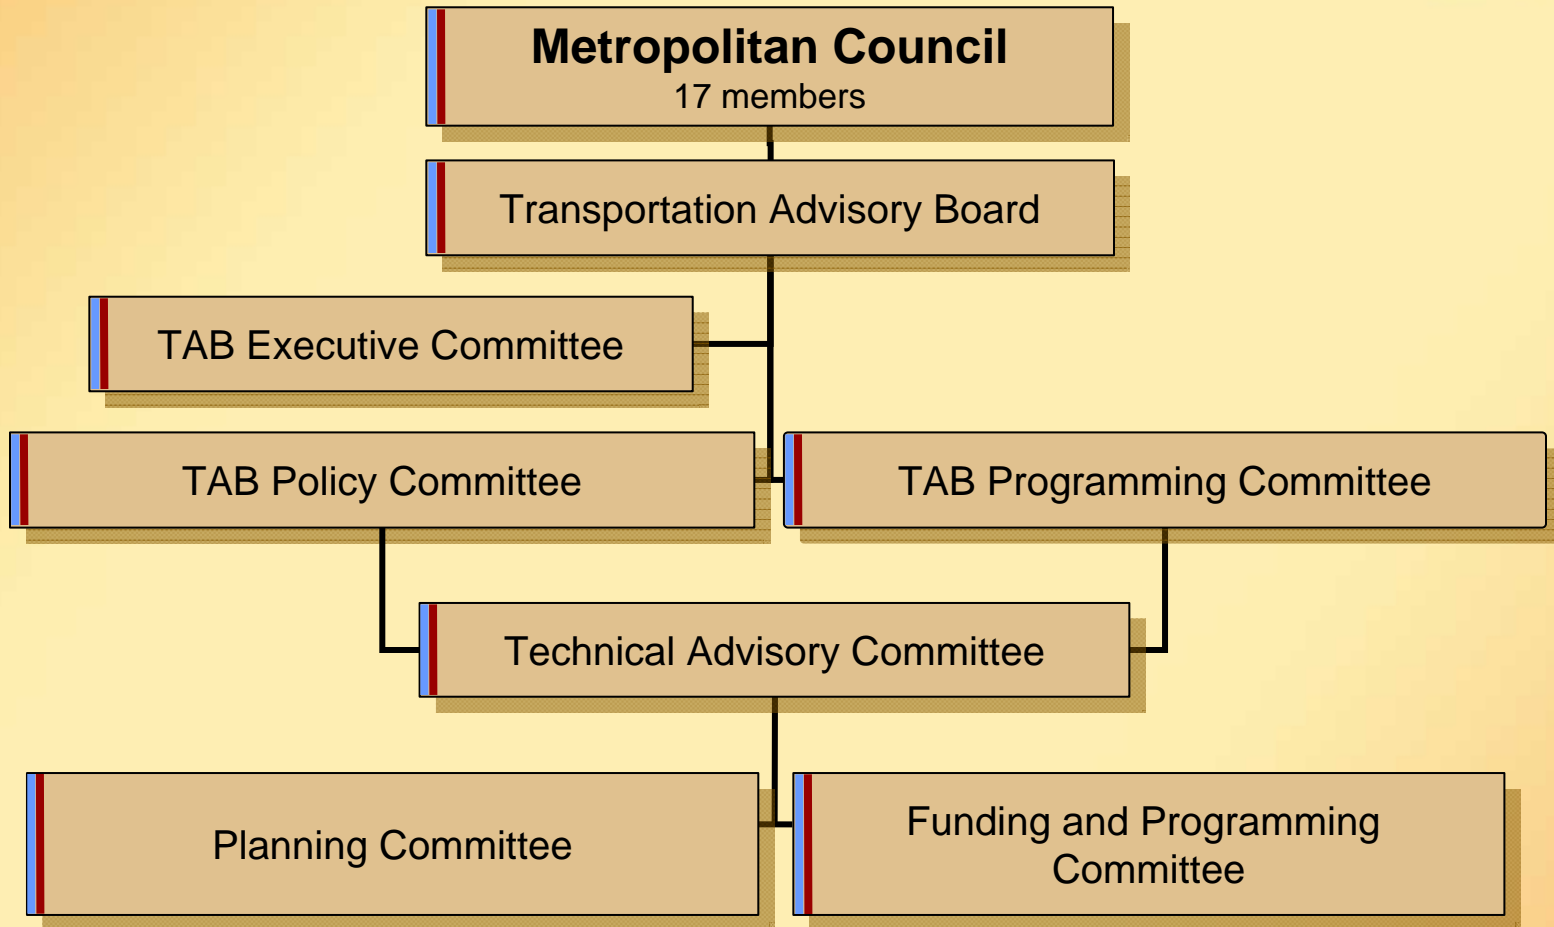 Metropolitan Council
17 members
Transportation Advisory Board
TAB Executive Committee
TAB Policy Committee
TAB Programming Committee
Technical Advisory Committee
Planning Committee
Funding and Programming
Committee